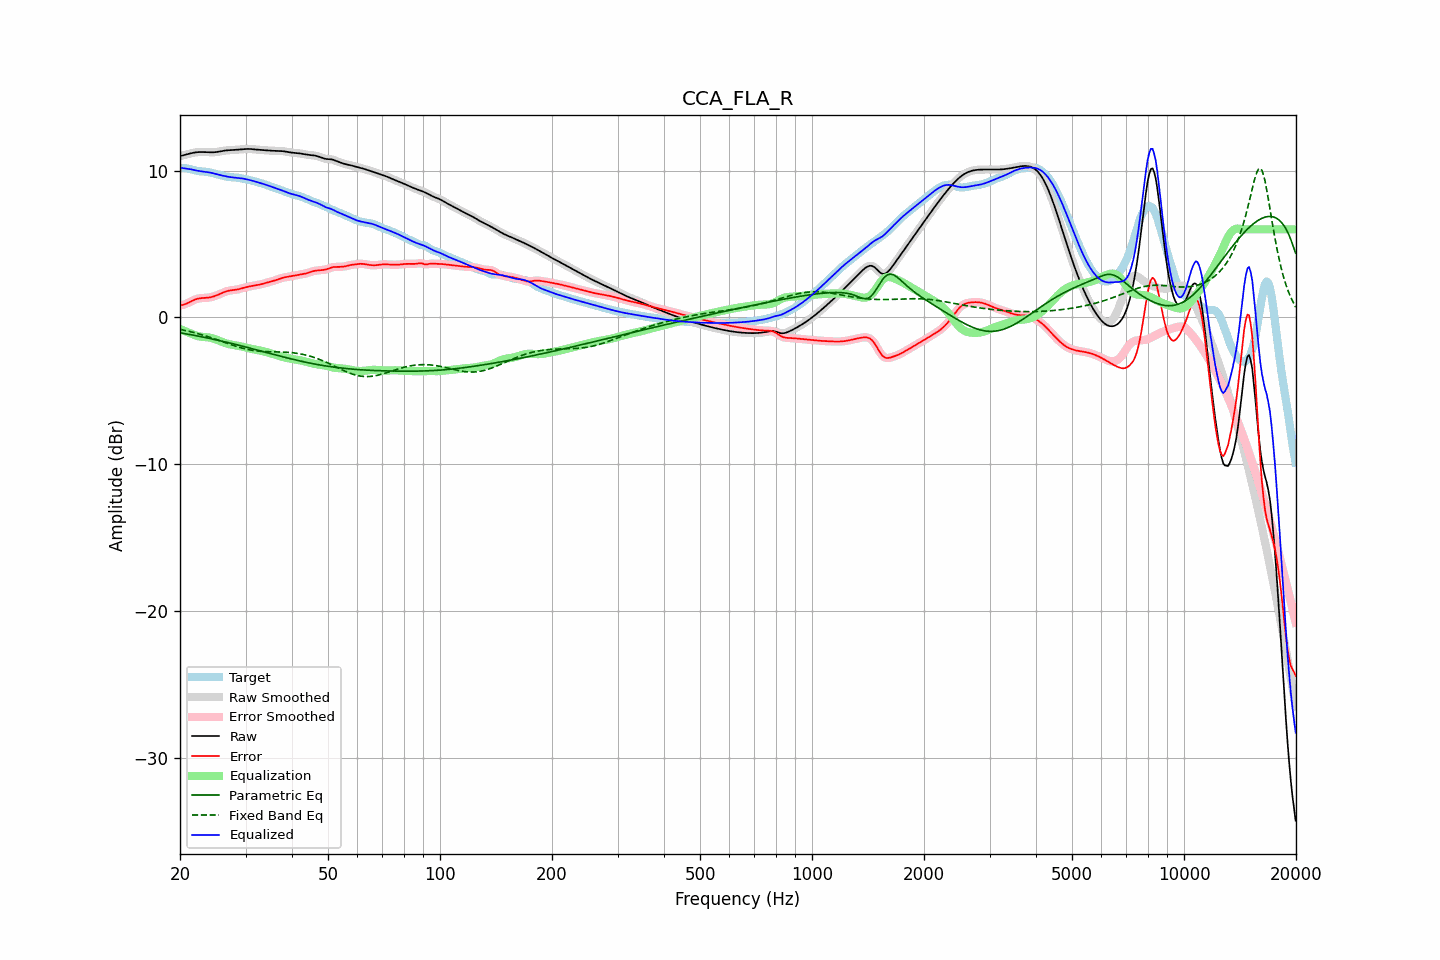 CCA_FLA_R
10
0
−10
−20
−30
Amplitude (dBr)
Target
Raw Smoothed
Error Smoothed
Raw
Error
Equalization
Parametric Eq
Fixed Band Eq
Equalized
20 50 100 200 500 1000 2000 5000 10000 20000
Frequency (Hz)